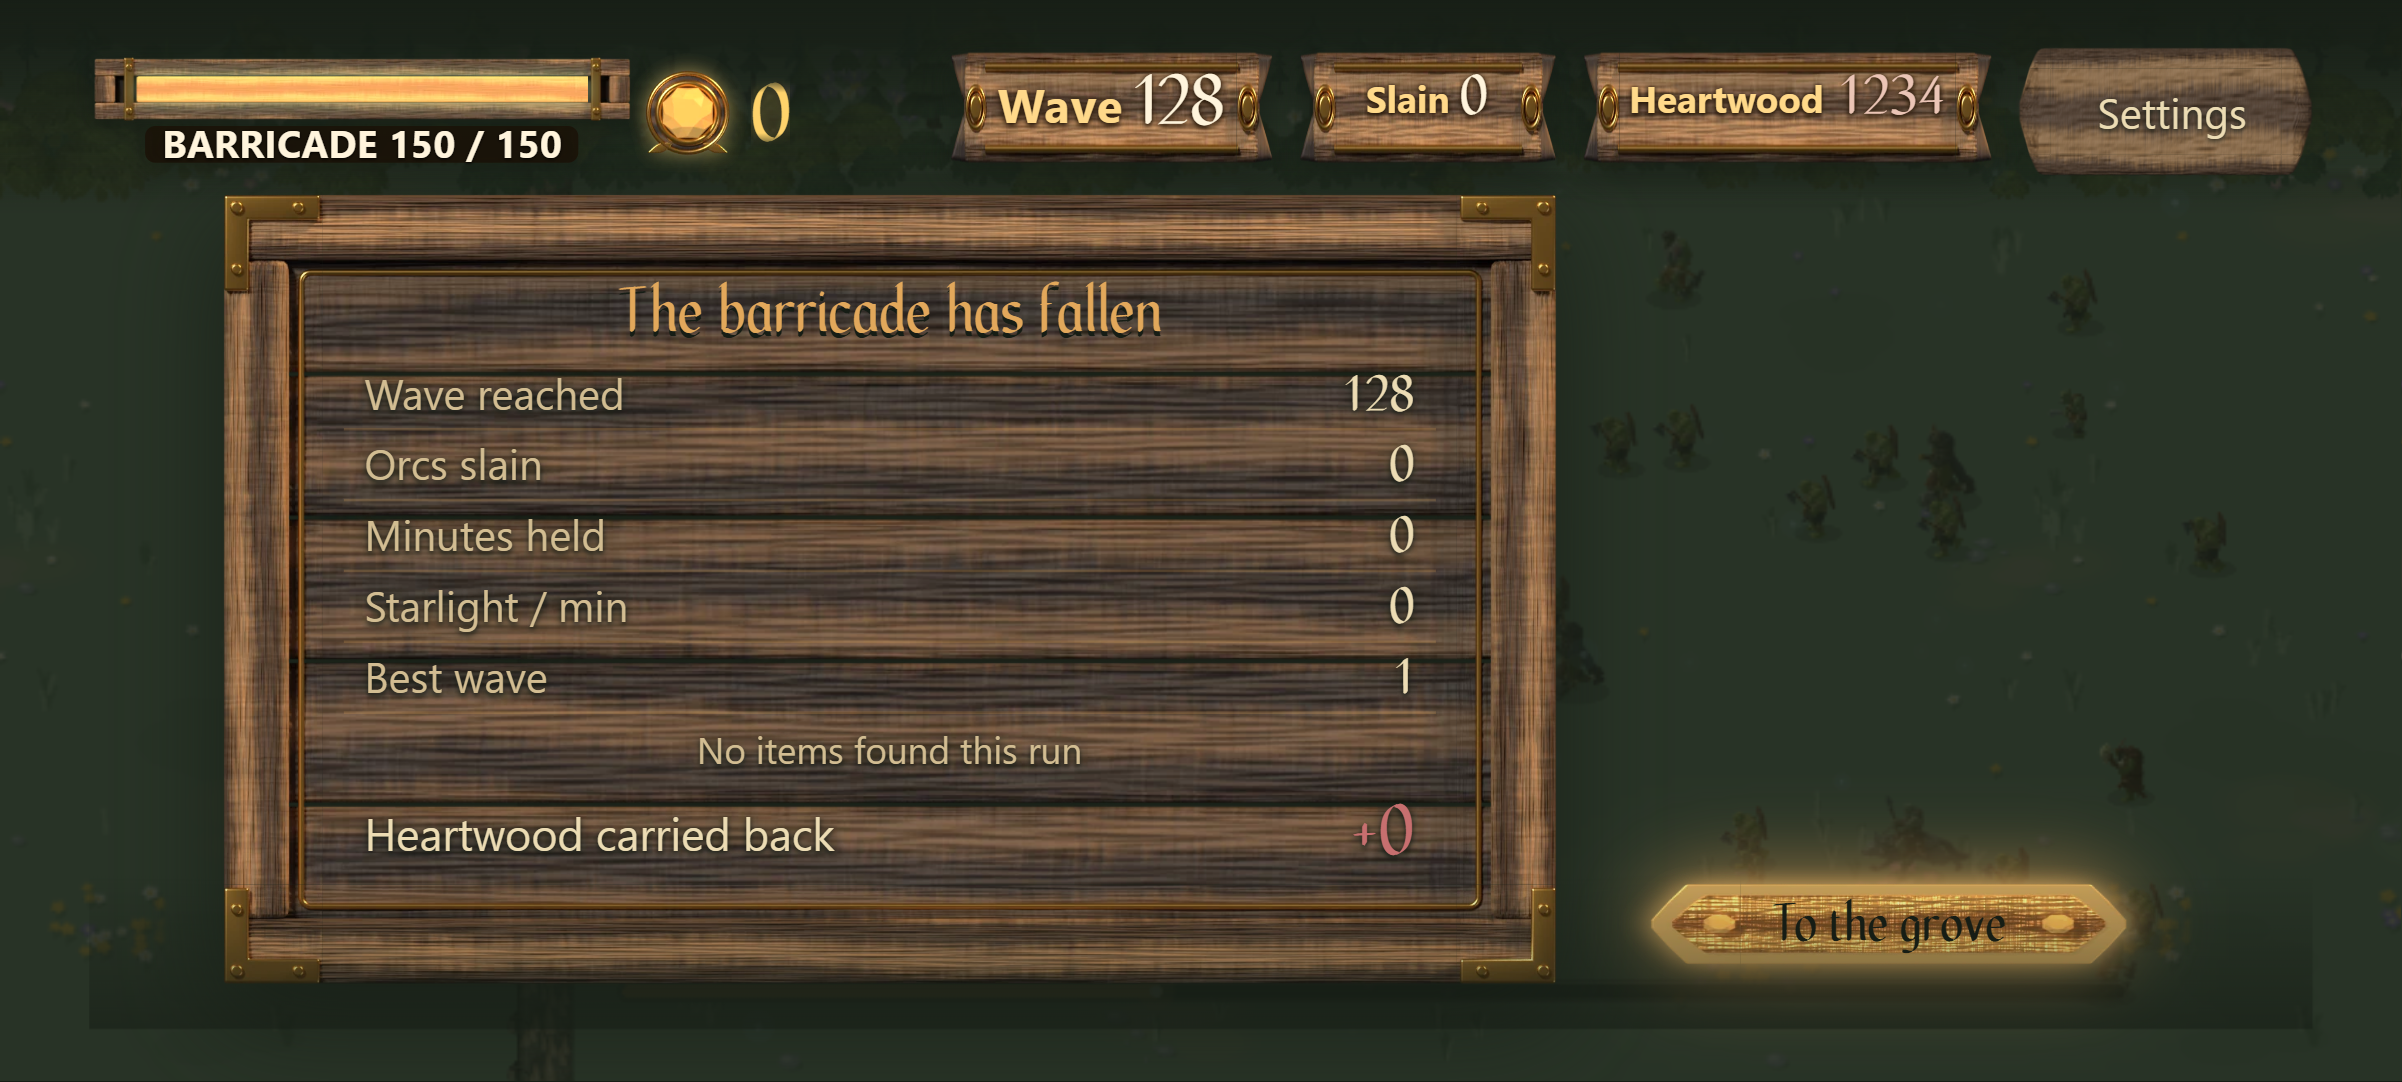 BARRICADE 150 / 150
0
Wave 128
Slain 0
Heartwood 1234
Settings
The barricade has fallen
Wave reached 128
Orcs slain 0
Minutes held 0
Starlight / min 0
Best wave 1
No items found this run
Heartwood carried back +0
To the grove